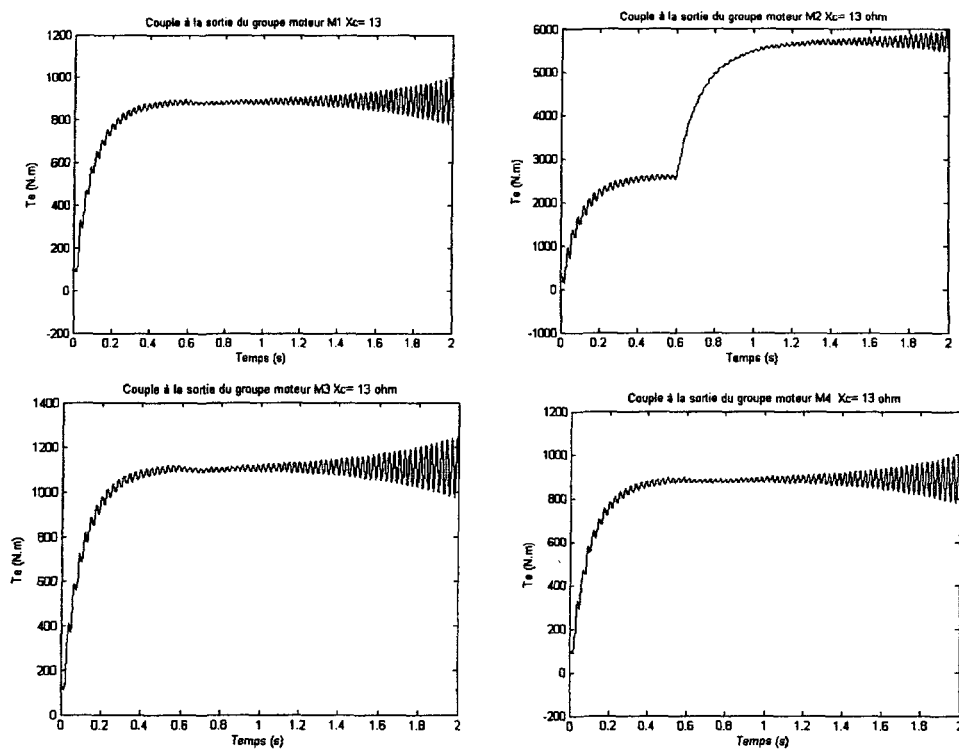 Couple à la sortie du groupe moteur M1 Xc= 13
1200
1000
800
600
400
200
0
-200
Te (N.m)
0 0.2 0.4 0.6 0.8 1 1.2 1.4 1.6 1.8 2
Temps (s)
Couple à la sortie du groupe moteur M2 Xc= 13 ohm
6000
5000
4000
3000
2000
1000
0
-1000
Te (N.m)
0 0.2 0.4 0.6 0.8 1 1.2 1.4 1.6 1.8 2
Temps (s)
Couple à la sortie du groupe moteur M3 Xc= 13 ohm
1400
1200
1000
800
600
400
200
0
Te (N.m)
0 0.2 0.4 0.6 0.8 1 1.2 1.4 1.6 1.8 2
Temps (s)
Couple à la sortie du groupe moteur M4 Xc= 13 ohm
1200
1000
800
600
400
200
0
-200
Te (N.m)
0 0.2 0.4 0.6 0.8 1 1.2 1.4 1.6 1.8 2
Temps (s)